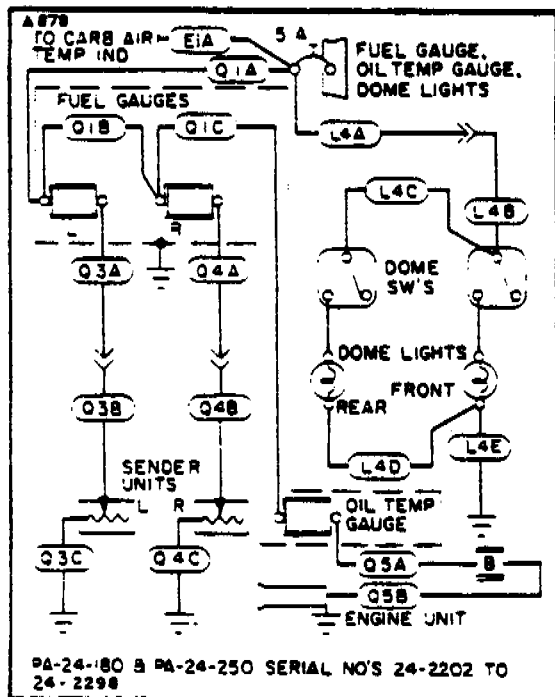 ▲879
TO CARB AIR
TEMP IND
E1A
5 A
FUEL GAUGE,
OIL TEMP GAUGE,
DOME LIGHTS
Q1A
FUEL GAUGES
Q1B
Q1C
L4A
L4C
L4B
L
R
DOME
SW'S
Q3A
Q4A
DOME LIGHTS
FRONT
REAR
Q3B
Q4B
L4D
L4E
SENDER
UNITS
L
R
OIL TEMP
GAUGE
Q3C
Q4C
Q5A
B
Q5B
ENGINE UNIT
PA-24-180 & PA-24-250 SERIAL NO'S 24-2202 TO
24-2298